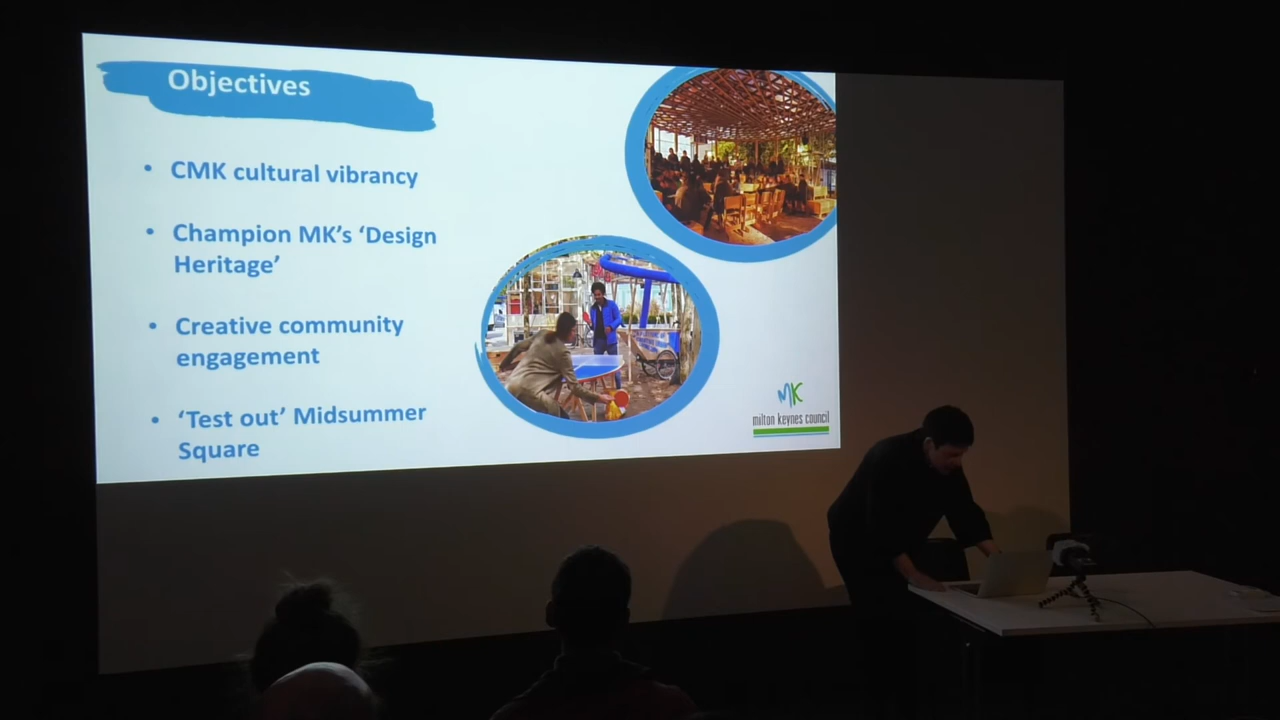 Objectives
• CMK cultural vibrancy
• Champion MK's 'Design
Heritage'
• Creative community
engagement
• 'Test out' Midsummer
Square
MK
milton keynes council